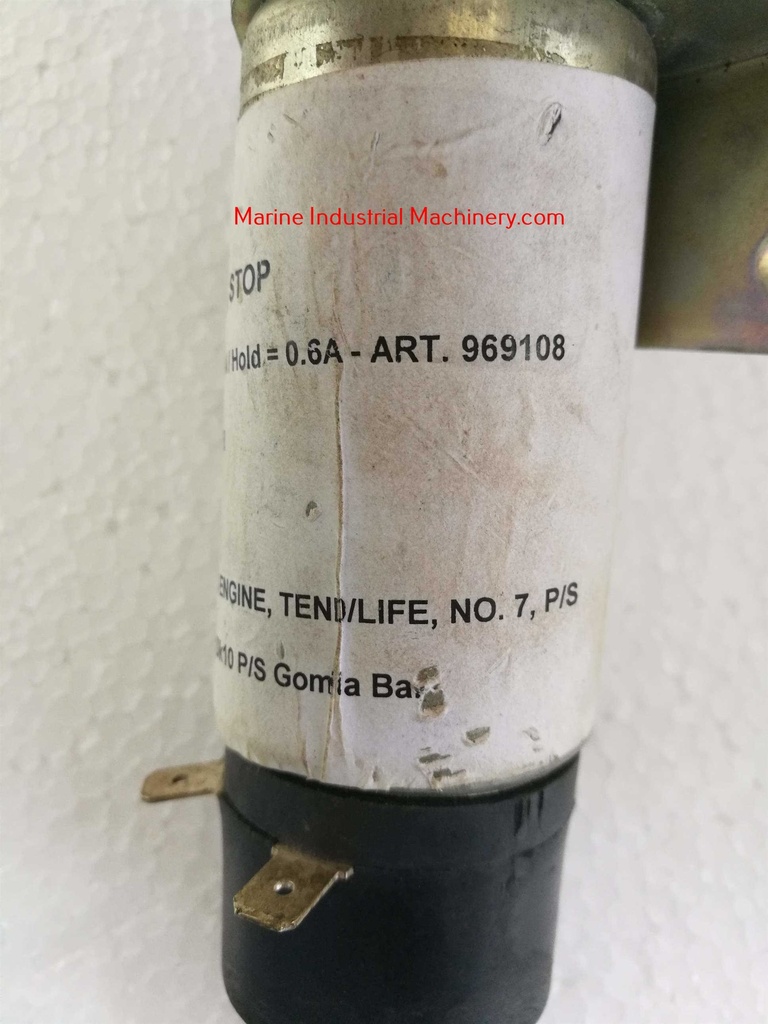 Marine Industrial Machinery.com
STOP
Hold = 0.6A - ART. 969108
ENGINE, TEND/LIFE, NO. 7, P/S
P/S Gomia